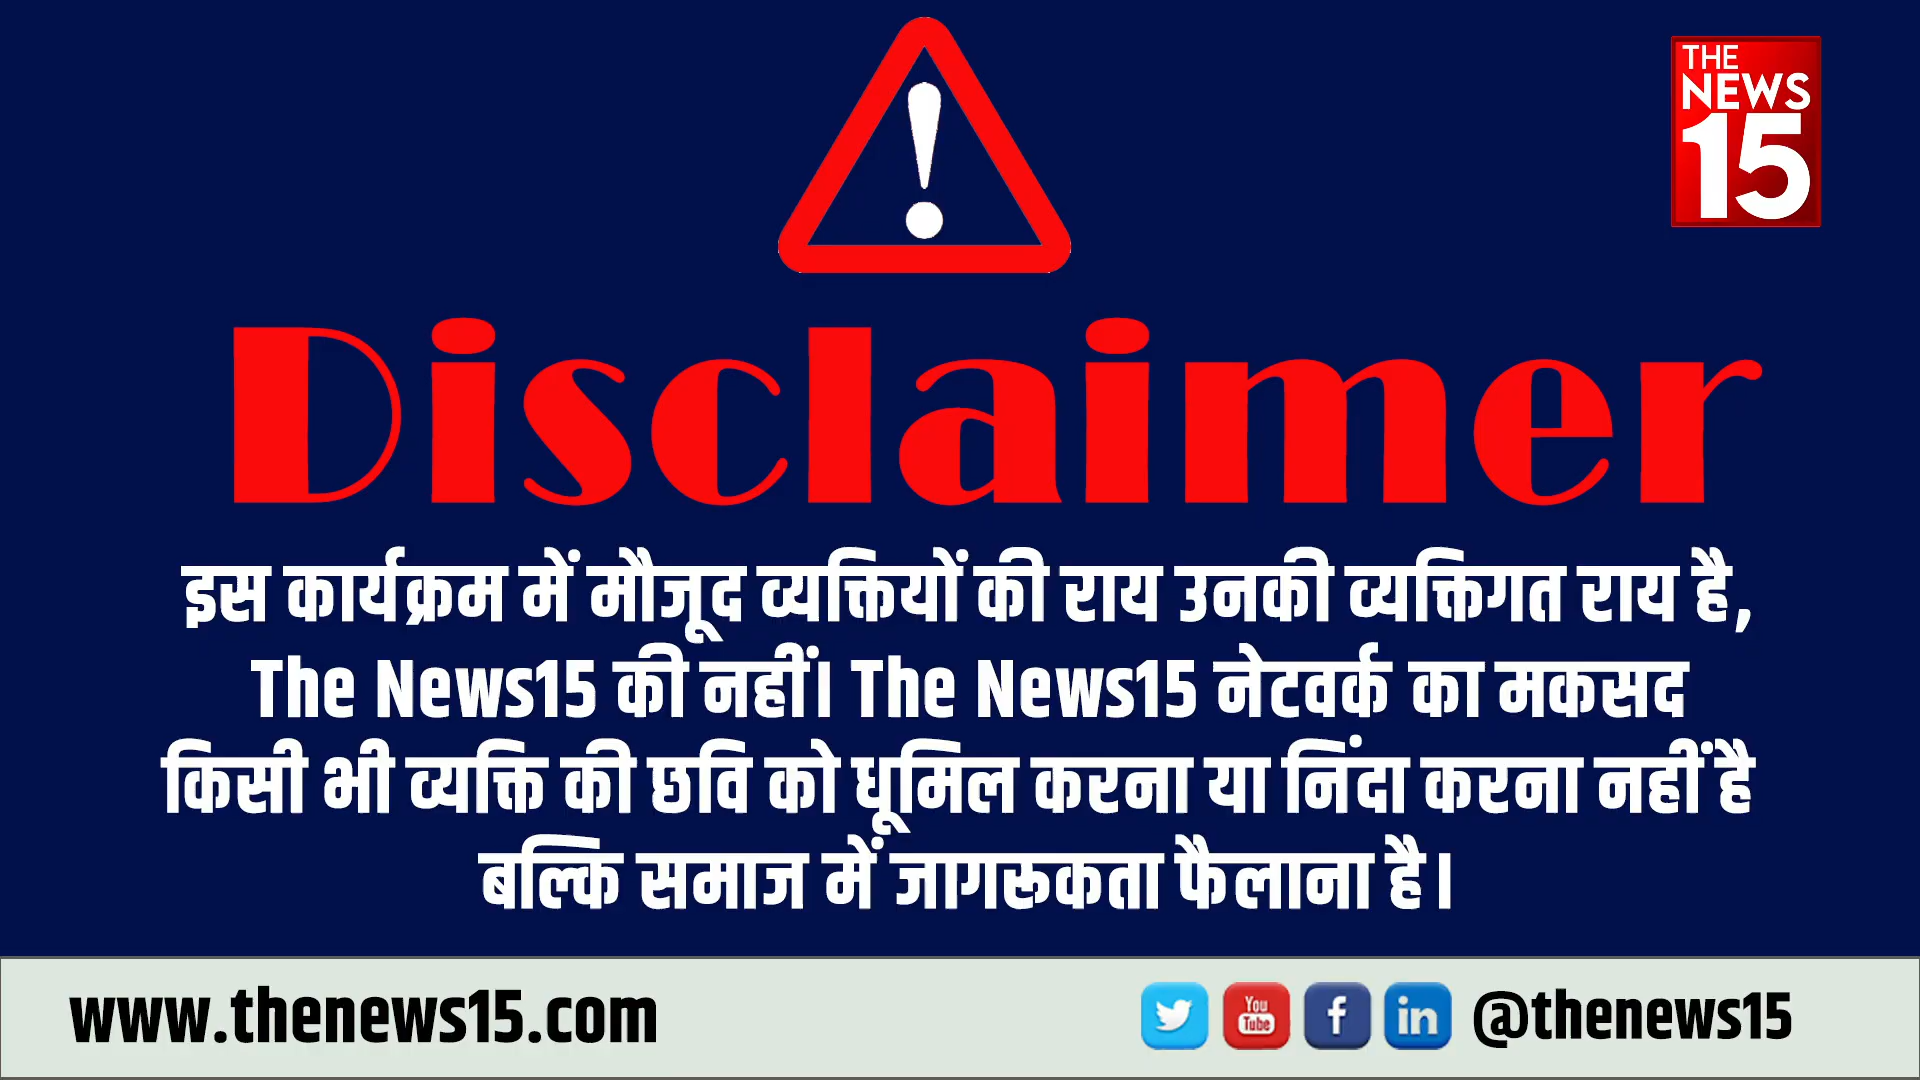 THE
NEWS
15
Disclaimer
इस कार्यक्रम में मौजूद व्यक्तियों की राय उनकी व्यक्तिगत राय है,
The News15 की नहीं। The News15 नेटवर्क का मकसद
किसी भी व्यक्ति की छवि को धूमिल करना या निंदा करना नहीं है
बल्कि समाज में जागरूकता फैलाना है।
www.thenews15.com
You
Tube
f
in
@thenews15